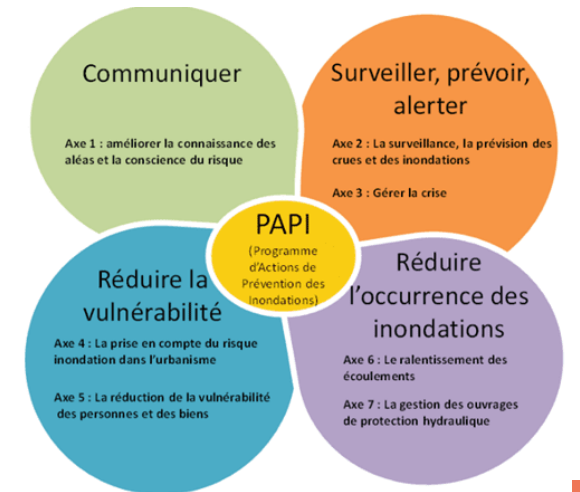 Communiquer
Axe 1 : améliorer la connaissance des
aléas et la conscience du risque
Surveiller, prévoir,
alerter
Axe 2 : La surveillance, la prévision des
crues et des inondations
Axe 3 : Gérer la crise
PAPI
(Programme
d'Actions de
Prévention des
Inondations)
Réduire la
vulnérabilité
Axe 4 : La prise en compte du risque
inondation dans l'urbanisme
Axe 5 : La réduction de la vulnérabilité
des personnes et des biens
Réduire
l'occurrence des
inondations
Axe 6 : Le ralentissement des
écoulements
Axe 7 : La gestion des ouvrages
de protection hydraulique